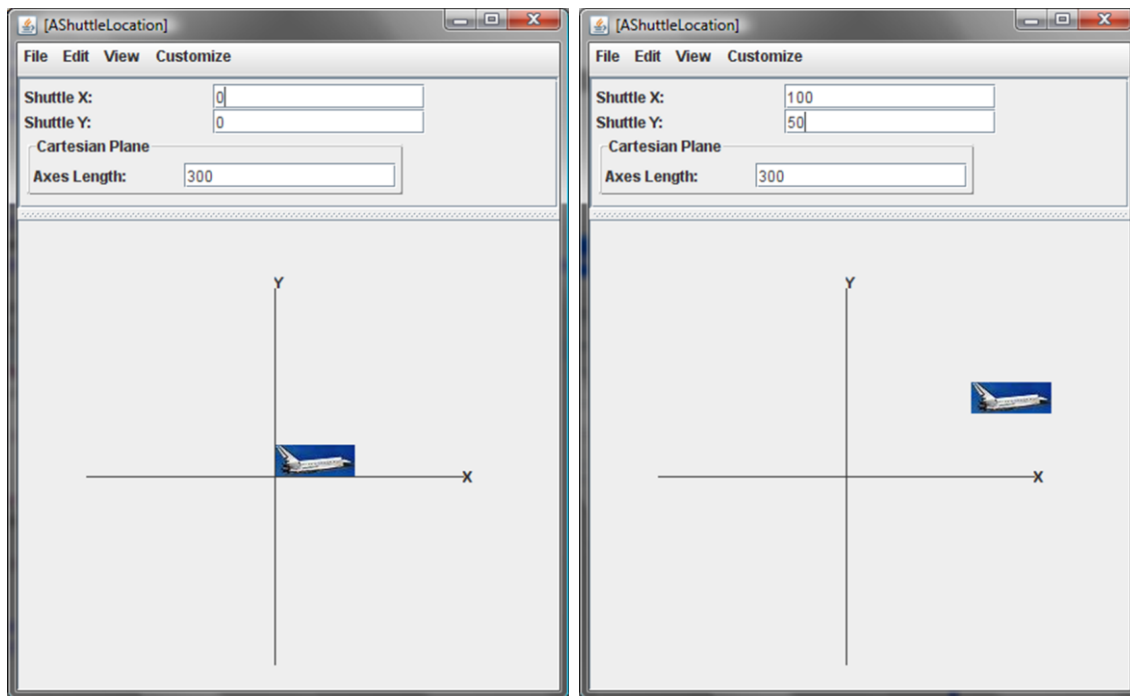 [AShuttleLocation]
File Edit View Customize
Shuttle X: 0
Shuttle Y: 0
Cartesian Plane
Axes Length: 300
Y
X
[AShuttleLocation]
File Edit View Customize
Shuttle X: 100
Shuttle Y: 50
Cartesian Plane
Axes Length: 300
Y
X